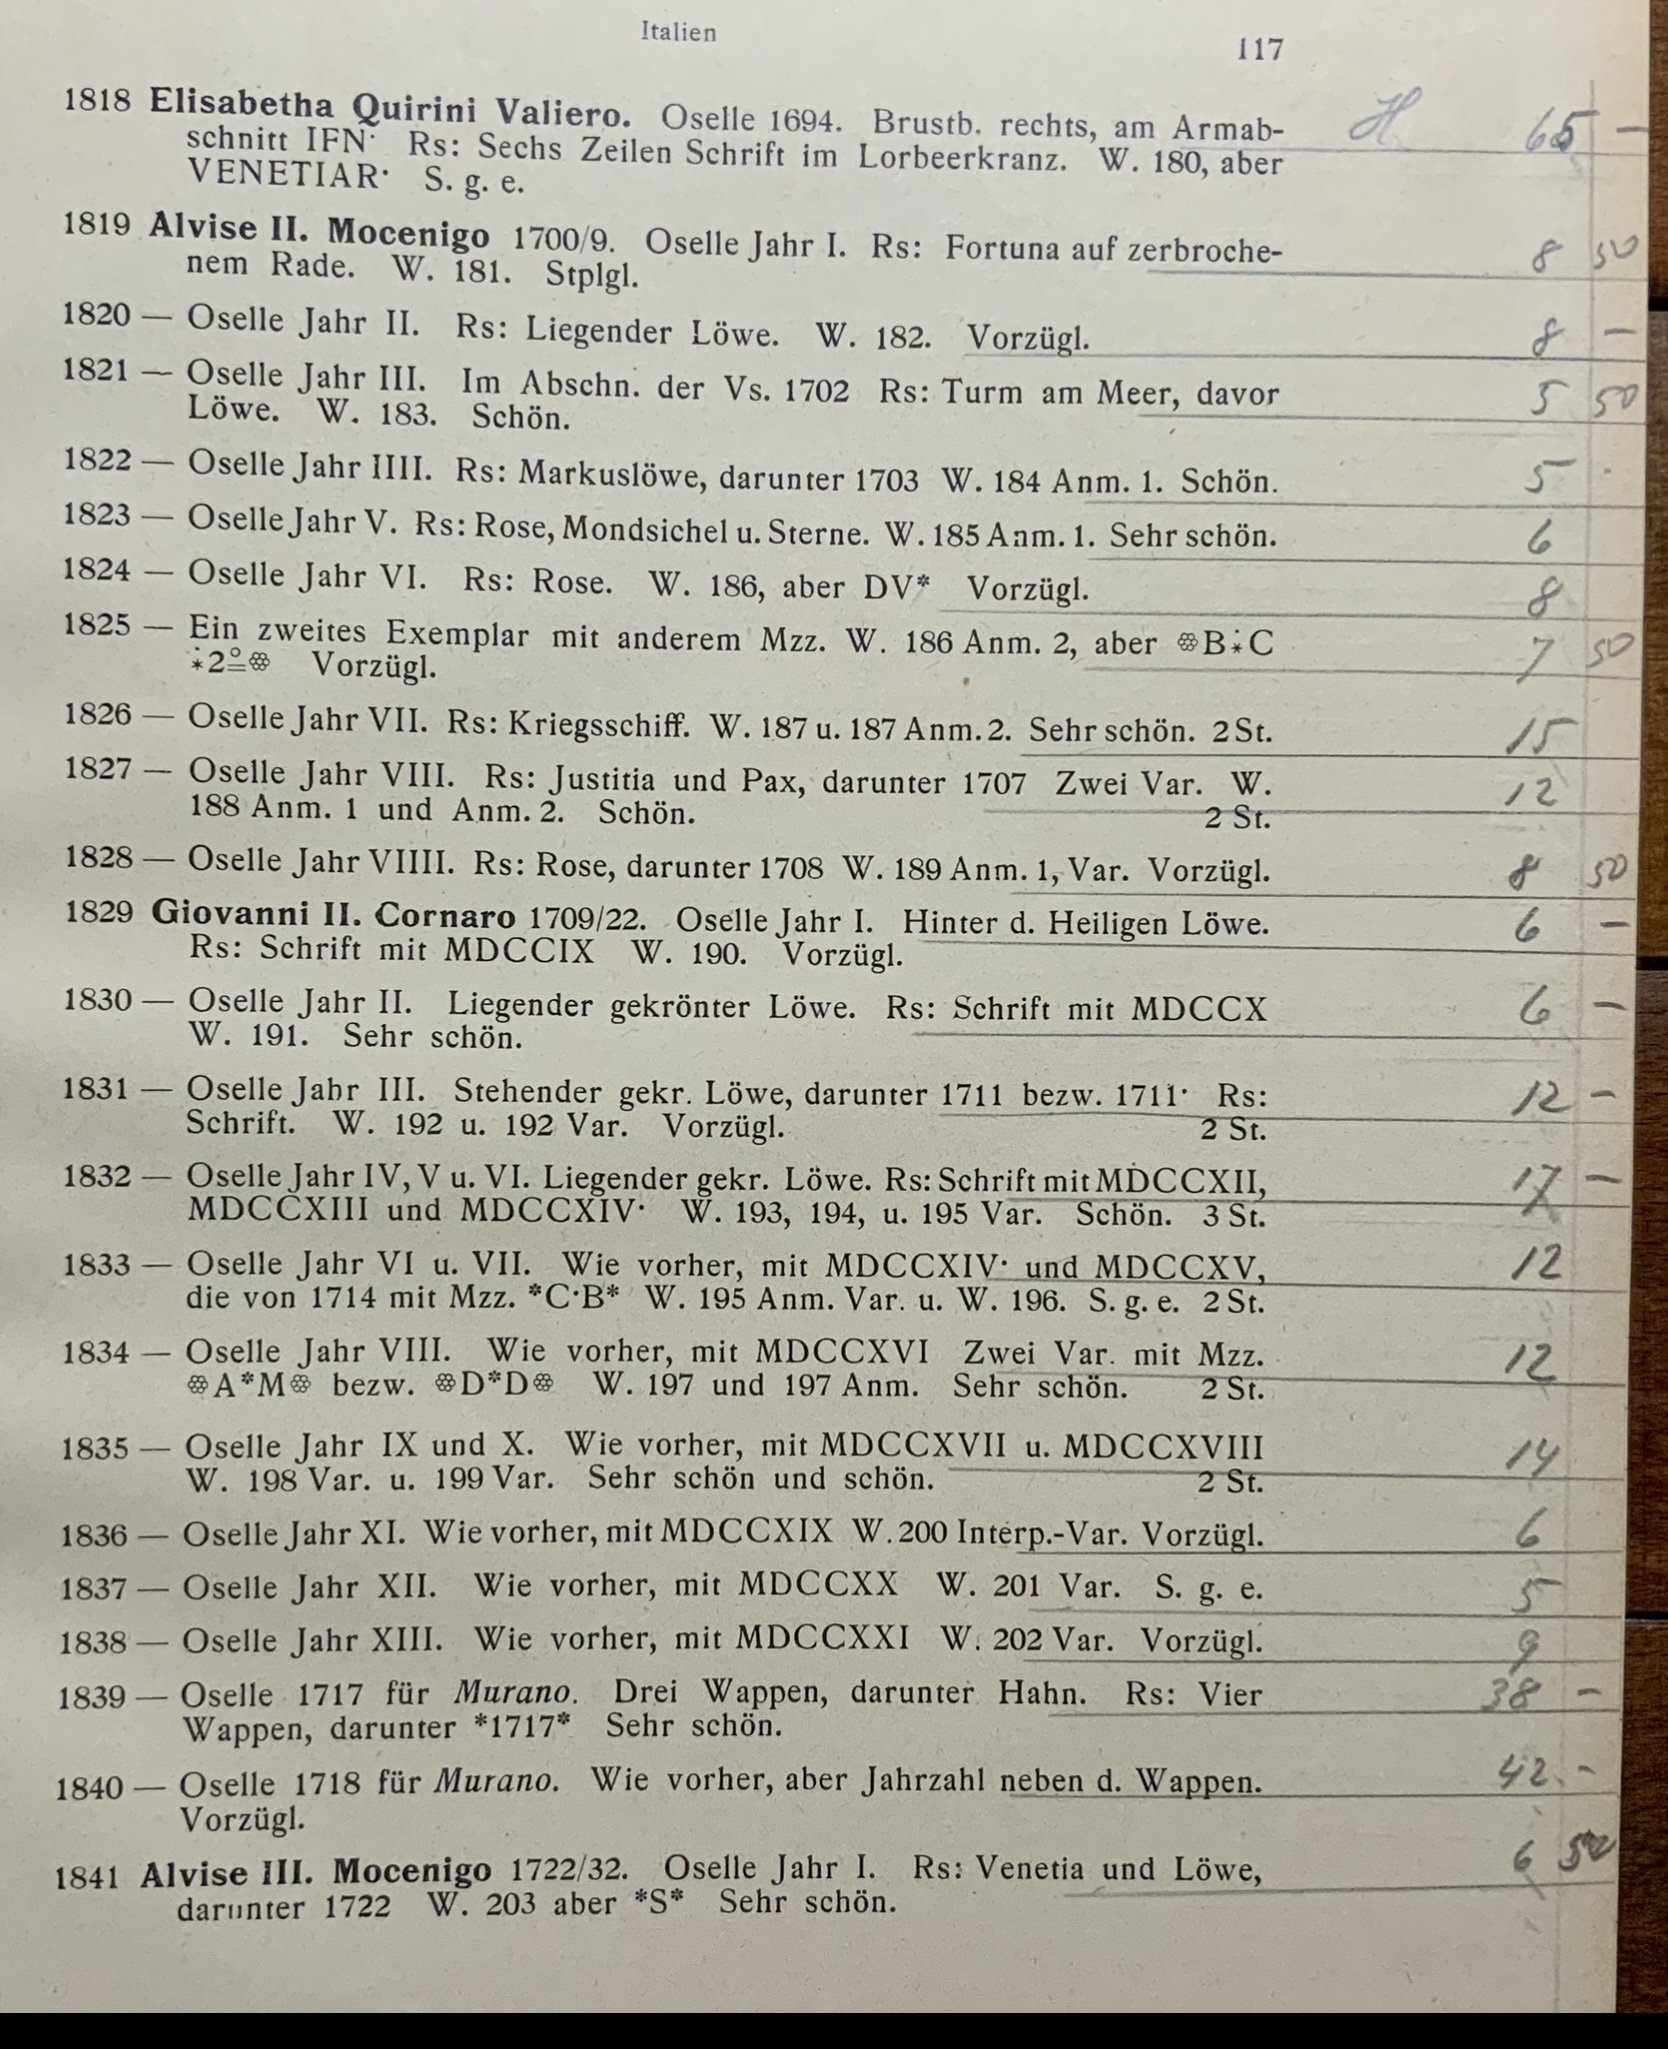 Italien
117
1818 Elisabetha Quirini Valiero. Oselle 1694. Brustb. rechts, am Armab- H 65 —
schnitt IFN· Rs: Sechs Zeilen Schrift im Lorbeerkranz. W. 180, aber
VENETIAR· S. g. e.
1819 Alvise II. Mocenigo 1700/9. Oselle Jahr I. Rs: Fortuna auf zerbroche- 8 50
nem Rade. W. 181. Stplgl.
1820 — Oselle Jahr II. Rs: Liegender Löwe. W. 182. Vorzügl. 8 —
1821 — Oselle Jahr III. Im Abschn. der Vs. 1702 Rs: Turm am Meer, davor 5 50
Löwe. W. 183. Schön.
1822 — Oselle Jahr IIII. Rs: Markuslöwe, darunter 1703 W. 184 Anm. 1. Schön. 5 ·
1823 — Oselle Jahr V. Rs: Rose, Mondsichel u. Sterne. W. 185 Anm. 1. Sehr schön. 6
1824 — Oselle Jahr VI. Rs: Rose. W. 186, aber DV* Vorzügl. 8
1825 — Ein zweites Exemplar mit anderem Mzz. W. 186 Anm. 2, aber ❁B⁎C 7 50
⁎2º❁ Vorzügl.
1826 — Oselle Jahr VII. Rs: Kriegsschiff. W. 187 u. 187 Anm. 2. Sehr schön. 2 St. 15
1827 — Oselle Jahr VIII. Rs: Justitia und Pax, darunter 1707 Zwei Var. W. 12
188 Anm. 1 und Anm. 2. Schön. 2 St.
1828 — Oselle Jahr VIIII. Rs: Rose, darunter 1708 W. 189 Anm. 1, Var. Vorzügl. 8 50
1829 Giovanni II. Cornaro 1709/22. Oselle Jahr I. Hinter d. Heiligen Löwe. 6 —
Rs: Schrift mit MDCCIX W. 190. Vorzügl.
1830 — Oselle Jahr II. Liegender gekrönter Löwe. Rs: Schrift mit MDCCX 6 —
W. 191. Sehr schön.
1831 — Oselle Jahr III. Stehender gekr. Löwe, darunter 1711 bezw. 1711· Rs: 12 —
Schrift. W. 192 u. 192 Var. Vorzügl. 2 St.
1832 — Oselle Jahr IV, V u. VI. Liegender gekr. Löwe. Rs: Schrift mit MDCCXII, 17 —
MDCCXIII und MDCCXIV· W. 193, 194, u. 195 Var. Schön. 3 St.
1833 — Oselle Jahr VI u. VII. Wie vorher, mit MDCCXIV· und MDCCXV, 12
die von 1714 mit Mzz. *C·B* W. 195 Anm. Var. u. W. 196. S. g. e. 2 St.
1834 — Oselle Jahr VIII. Wie vorher, mit MDCCXVI Zwei Var. mit Mzz. 12
❁A*M❁ bezw. ❁D*D❁ W. 197 und 197 Anm. Sehr schön. 2 St.
1835 — Oselle Jahr IX und X. Wie vorher, mit MDCCXVII u. MDCCXVIII 14
W. 198 Var. u. 199 Var. Sehr schön und schön. 2 St.
1836 — Oselle Jahr XI. Wie vorher, mit MDCCXIX W. 200 Interp.-Var. Vorzügl. 6
1837 — Oselle Jahr XII. Wie vorher, mit MDCCXX W. 201 Var. S. g. e. 5
1838 — Oselle Jahr XIII. Wie vorher, mit MDCCXXI W. 202 Var. Vorzügl. 9
1839 — Oselle 1717 für Murano. Drei Wappen, darunter Hahn. Rs: Vier 38 —
Wappen, darunter *1717* Sehr schön.
1840 — Oselle 1718 für Murano. Wie vorher, aber Jahrzahl neben d. Wappen. 42 -
Vorzügl.
1841 Alvise III. Mocenigo 1722/32. Oselle Jahr I. Rs: Venetia und Löwe, 6 50
darunter 1722 W. 203 aber *S* Sehr schön.